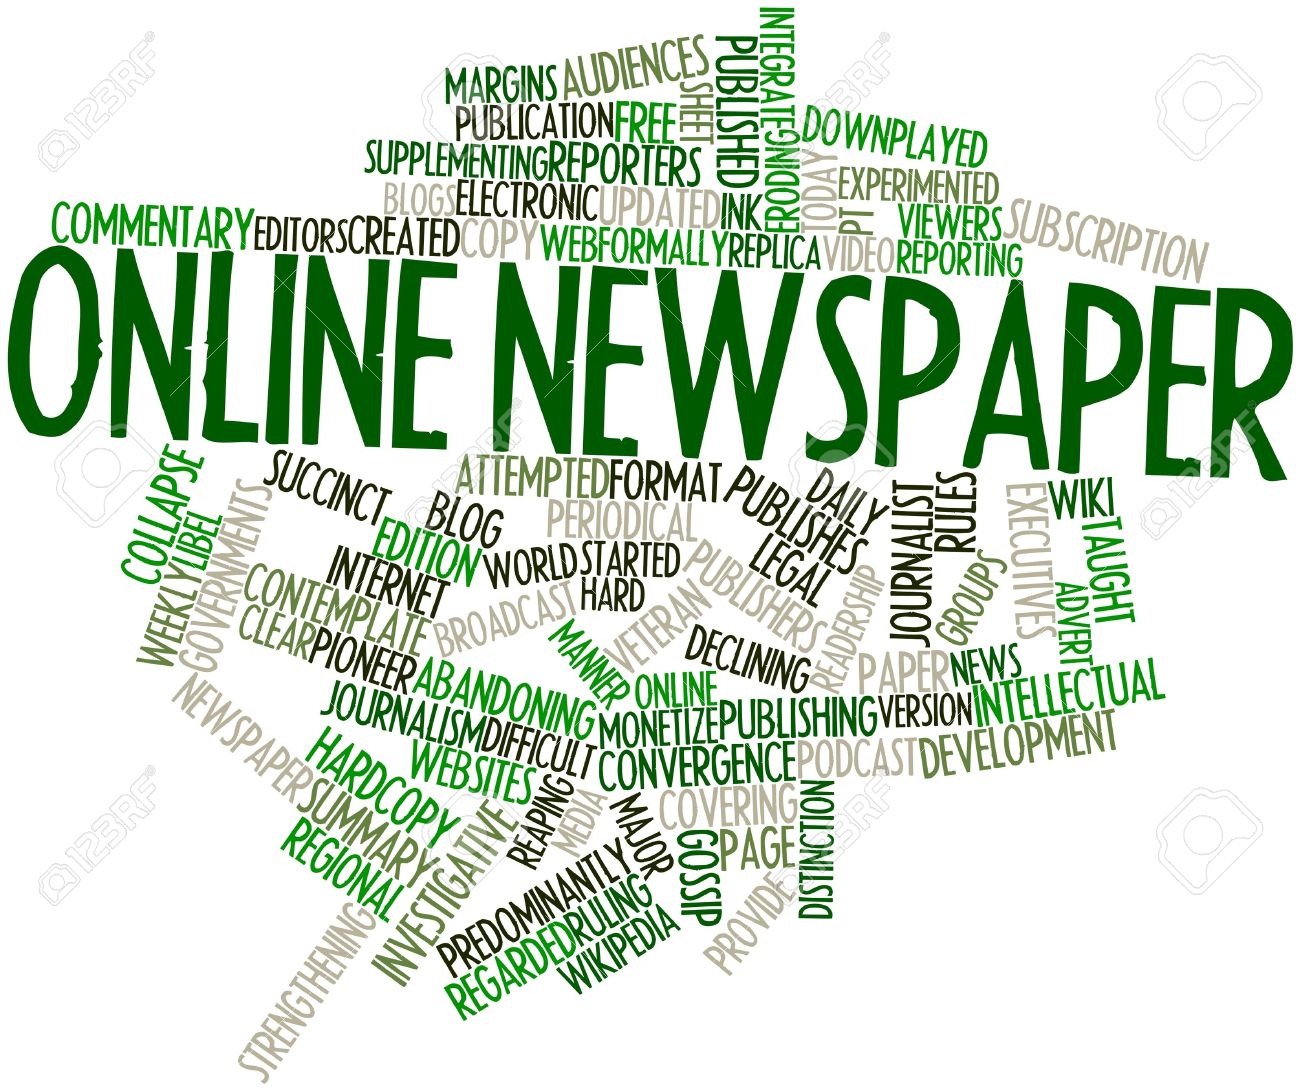 INTEGRATE
MARGINS AUDIENCES SHEET PUBLISHED
PUBLICATION FREE ERODING TODAY DOWNPLAYED
SUPPLEMENTING REPORTERS
BLOGS ELECTRONIC UPDATED INK PT EXPERIMENTED
COMMENTARY EDITORS CREATED COPY WEB FORMALLY REPLICA VIDEO REPORTING VIEWERS SUBSCRIPTION
ONLINE NEWSPAPER
COLLAPSE SUCCINCT ATTEMPTED FORMAT PUBLISHES DAILY JOURNALIST RULES EXECUTIVES WIKI
WEEKLY LIBEL GOVERNMENTS BLOG PERIODICAL LEGAL TAUGHT
EDITION WORLD STARTED PUBLISHERS READERSHIP GROUPS ADVERT
INTERNET HARD
CONTEMPLATE BROADCAST VETERAN
CLEAR PIONEER MANNER DECLINING PAPER NEWS
NEWSPAPER ABANDONING ONLINE INTELLECTUAL
JOURNALISM DIFFICULT MONETIZE PUBLISHING VERSION
HARDCOPY WEBSITES CONVERGENCE PODCAST DEVELOPMENT
SUMMARY REAPING MEDIA MAJOR COVERING DISTINCTION
REGIONAL INVESTIGATIVE GOSSIP PAGE
STRENGTHENING PREDOMINANTLY PROVIDE
REGARDED RULING
WIKIPEDIA
123RF